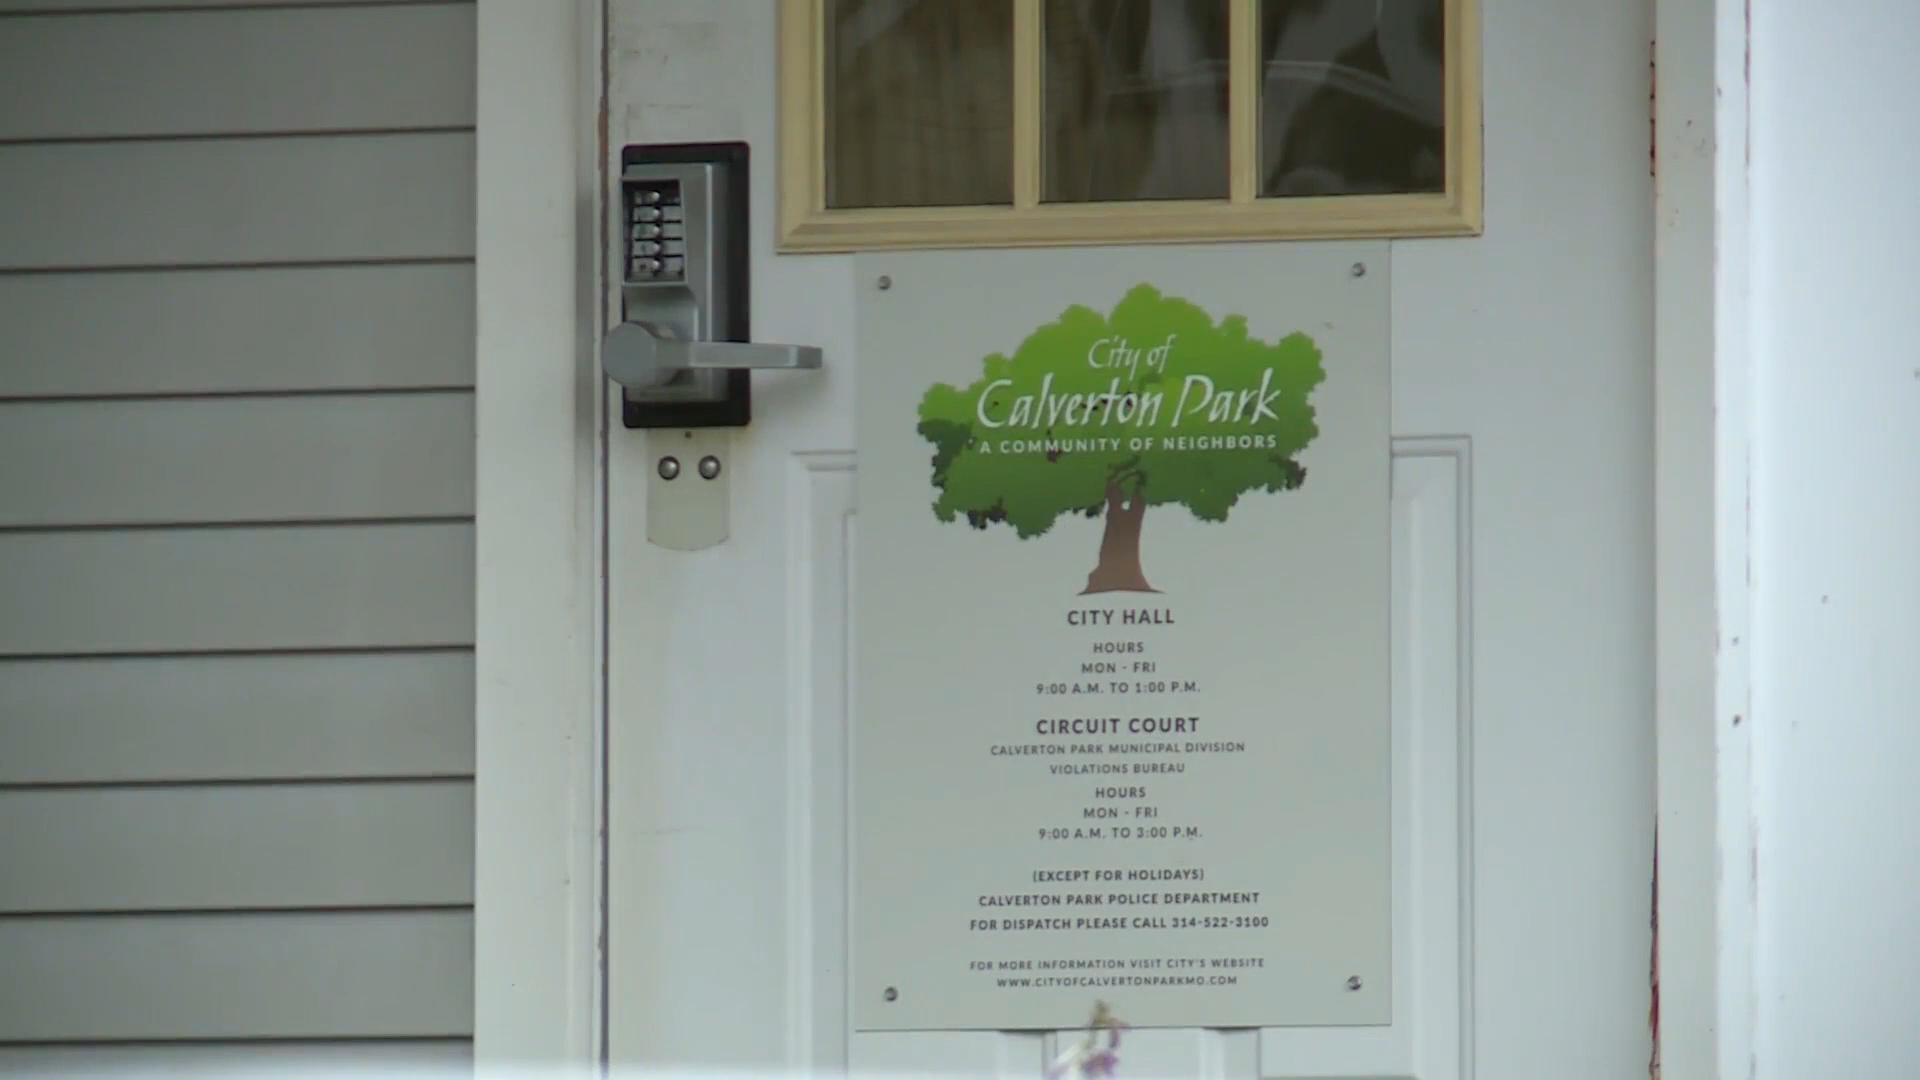 City of
Calverton Park
A COMMUNITY OF NEIGHBORS
CITY HALL
HOURS
MON - FRI
9:00 A.M. TO 1:00 P.M.
CIRCUIT COURT
CALVERTON PARK MUNICIPAL DIVISION
VIOLATIONS BUREAU
HOURS
MON - FRI
9:00 A.M. TO 3:00 P.M.
(EXCEPT FOR HOLIDAYS)
CALVERTON PARK POLICE DEPARTMENT
FOR DISPATCH PLEASE CALL 314-522-3100
FOR MORE INFORMATION VISIT CITY'S WEBSITE
WWW.CITYOFCALVERTONPARKMO.COM